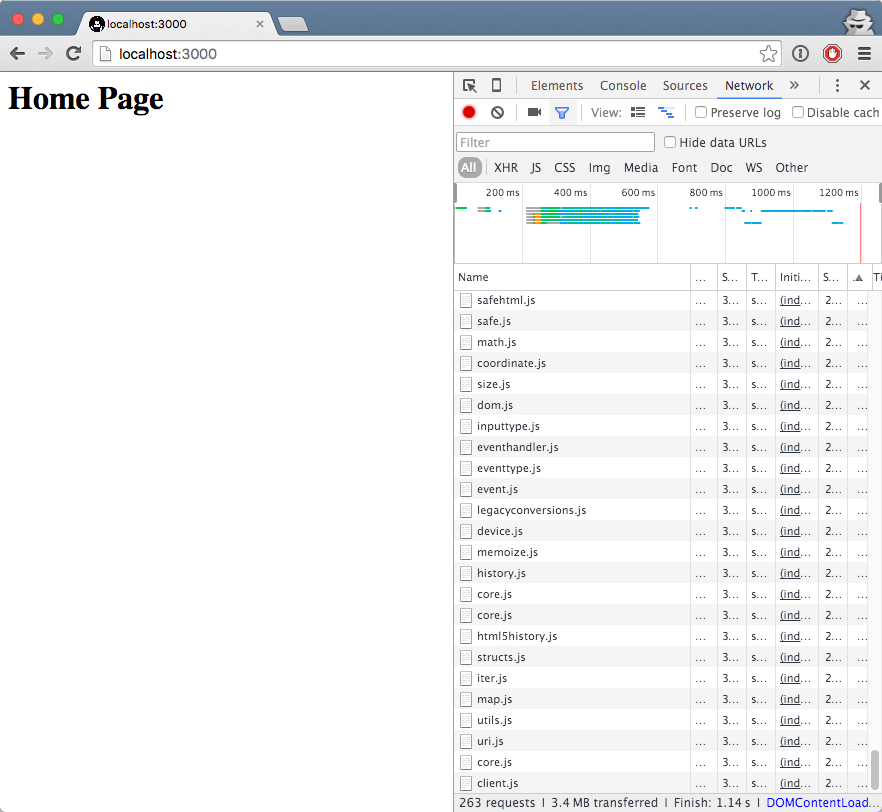 localhost:3000
localhost:3000
Home Page
Elements Console Sources Network »
View: Preserve log Disable cach
Filter Hide data URLs
All XHR JS CSS Img Media Font Doc WS Other
200 ms 400 ms 600 ms 800 ms 1000 ms 1200 ms
Name ... S... T... Initi... S... ... Ti
safehtml.js ... 3... s... (ind... 2... ...
safe.js ... 3... s... (ind... 2... ...
math.js ... 3... s... (ind... 2... ...
coordinate.js ... 3... s... (ind... 2... ...
size.js ... 3... s... (ind... 2... ...
dom.js ... 3... s... (ind... 2... ...
inputtype.js ... 3... s... (ind... 2... ...
eventhandler.js ... 3... s... (ind... 2... ...
eventtype.js ... 3... s... (ind... 2... ...
event.js ... 3... s... (ind... 2... ...
legacyconversions.js ... 3... s... (ind... 2... ...
device.js ... 3... s... (ind... 2... ...
memoize.js ... 3... s... (ind... 2... ...
history.js ... 3... s... (ind... 2... ...
core.js ... 3... s... (ind... 2... ...
core.js ... 3... s... (ind... 2... ...
html5history.js ... 3... s... (ind... 2... ...
structs.js ... 3... s... (ind... 2... ...
iter.js ... 3... s... (ind... 2... ...
map.js ... 3... s... (ind... 2... ...
utils.js ... 3... s... (ind... 2... ...
uri.js ... 3... s... (ind... 2... ...
core.js ... 3... s... (ind... 2... ...
client.js ... 3... s... (ind... 2... ...
263 requests | 3.4 MB transferred | Finish: 1.14 s | DOMContentLoad...